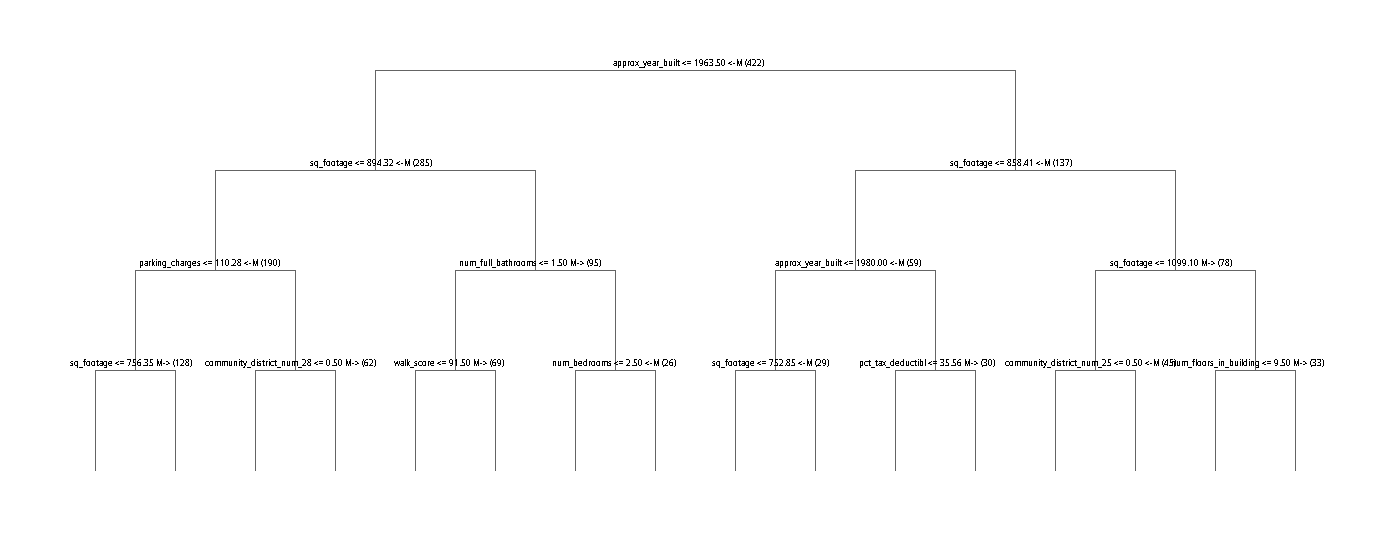 approx_year_built <= 1963.50 <-M (422)
sq_footage <= 894.32 <-M (285)
sq_footage <= 858.41 <-M (137)
parking_charges <= 110.28 <-M (190)
num_full_bathrooms <= 1.50 M-> (95)
approx_year_built <= 1980.00 <-M (59)
sq_footage <= 1099.10 M-> (78)
sq_footage <= 756.35 M-> (128)
community_district_num_28 <= 0.50 M-> (62)
walk_score <= 91.50 M-> (69)
num_bedrooms <= 2.50 <-M (26)
sq_footage <= 752.85 <-M (29)
pct_tax_deductibl <= 35.56 M-> (30)
community_district_num_25 <= 0.50 <-M (45)
num_floors_in_building <= 9.50 M-> (33)